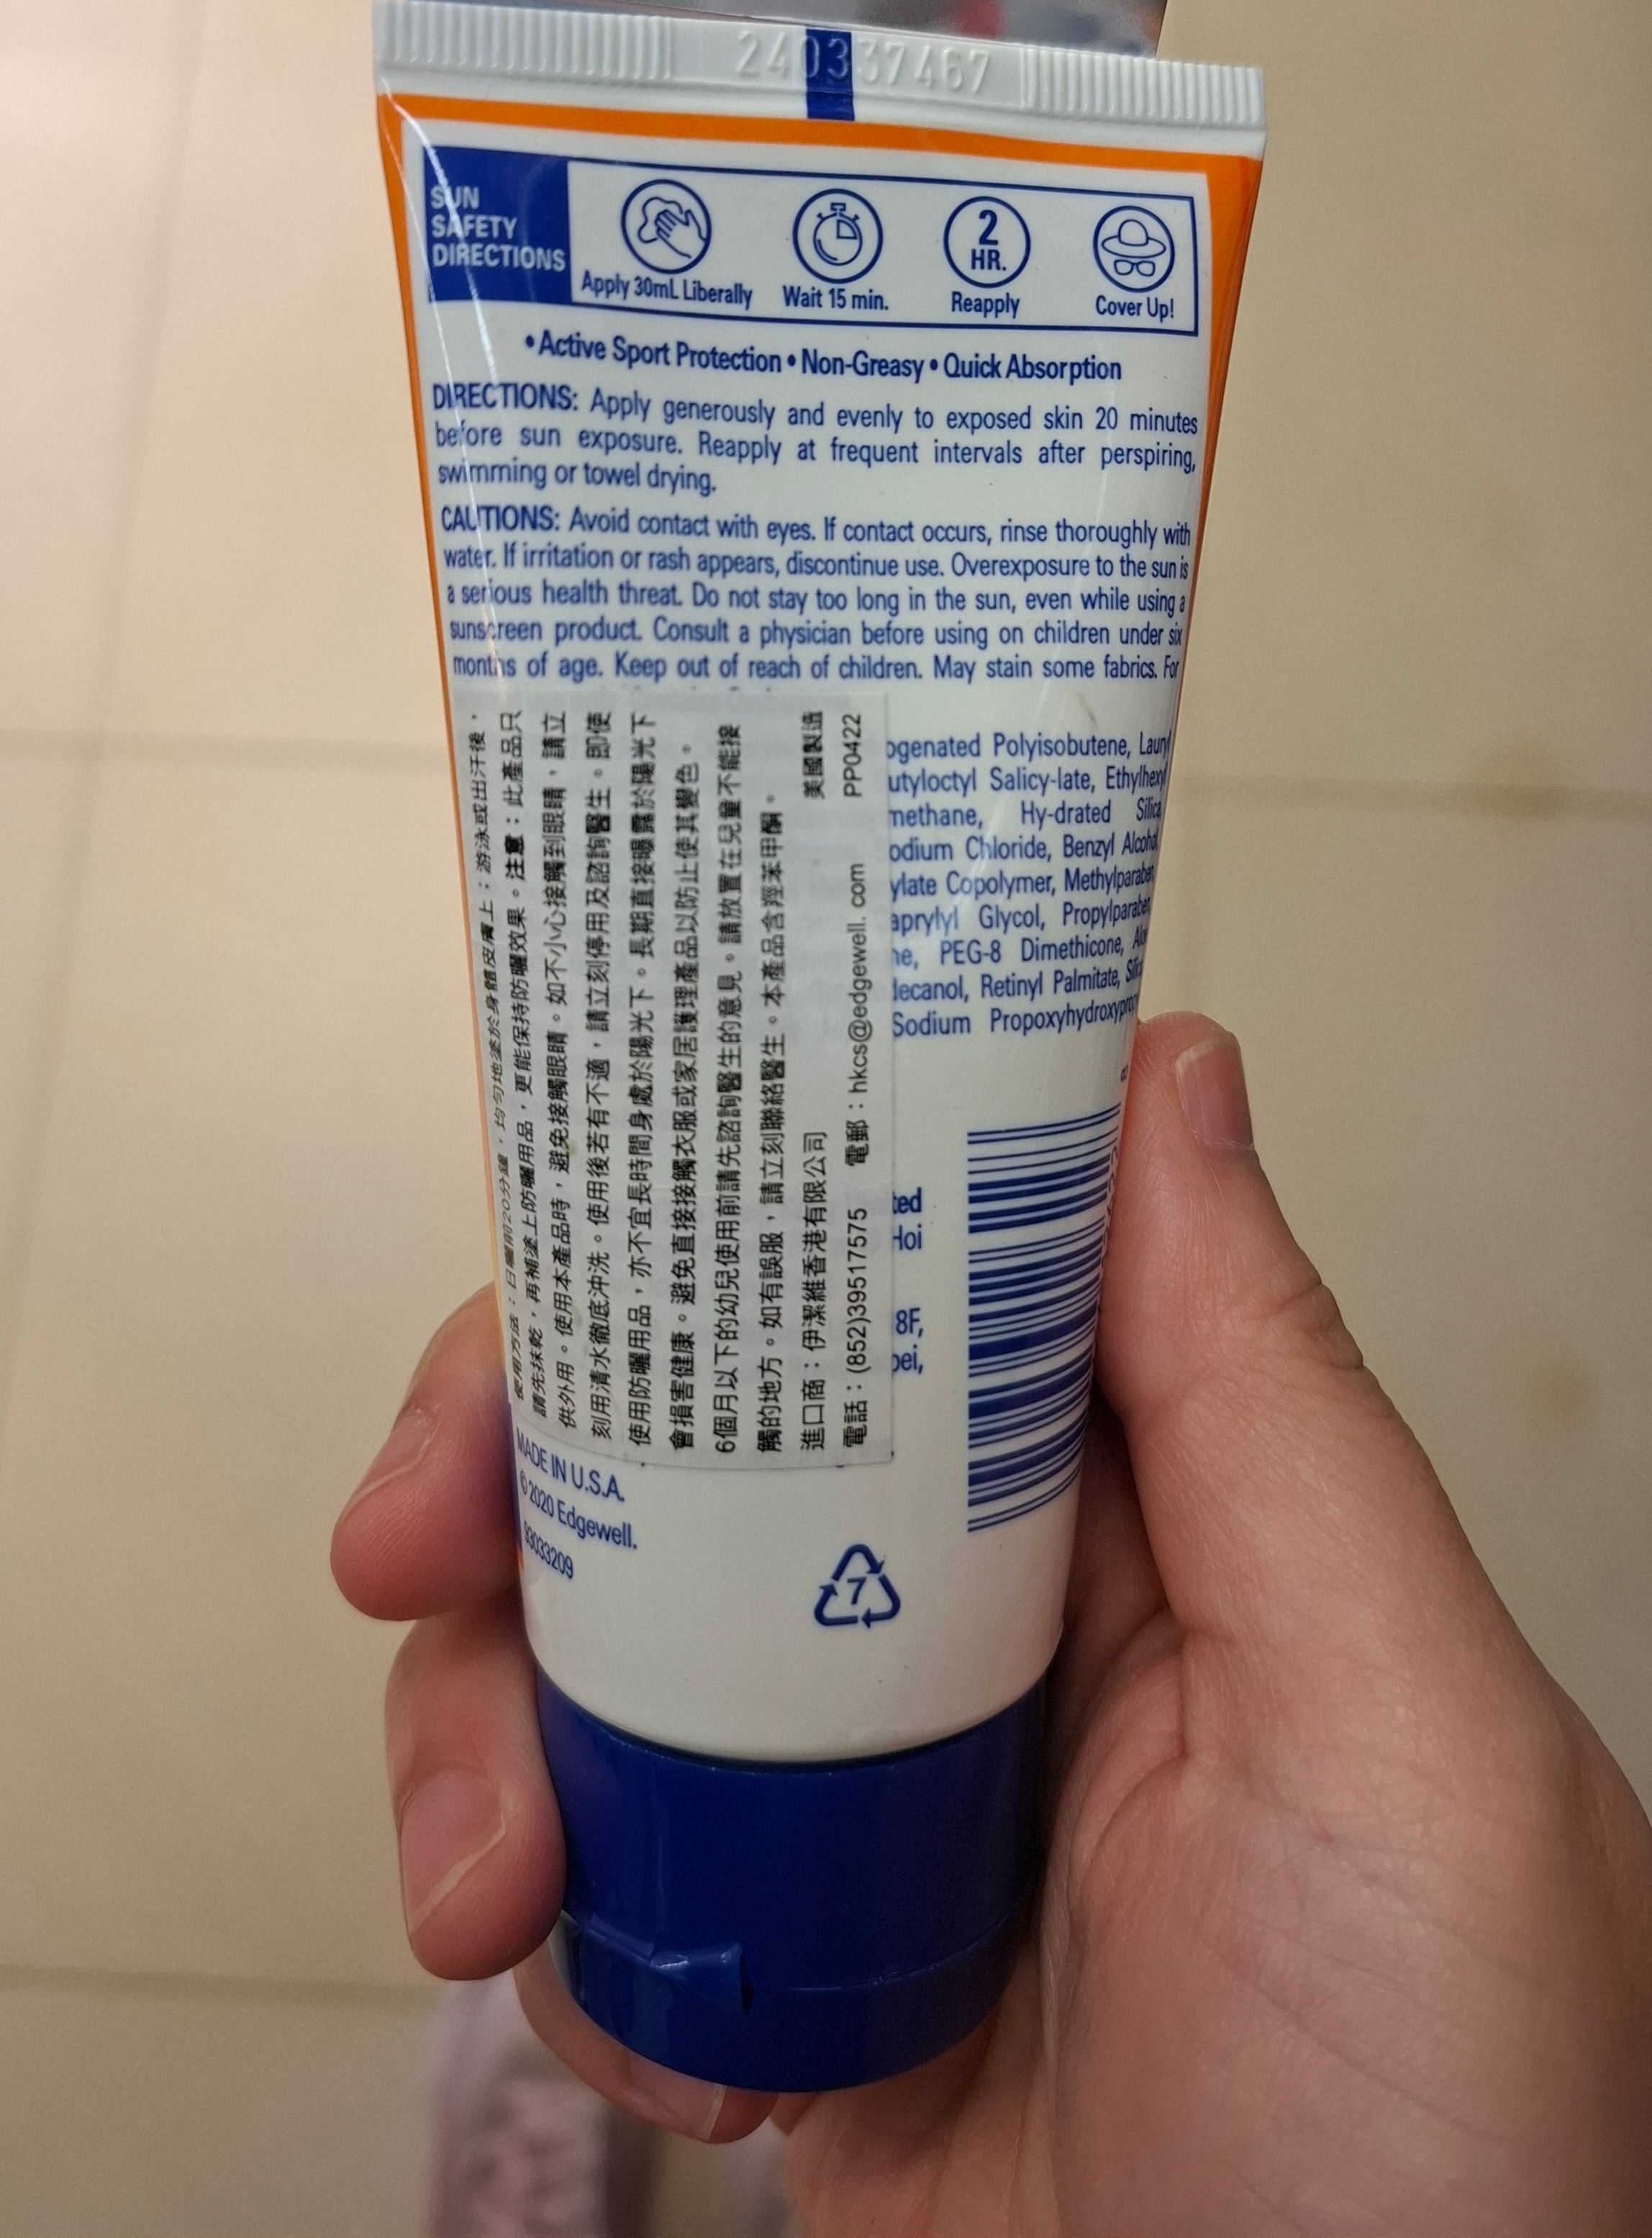 240337467
SUN
SAFETY
DIRECTIONS
Apply 30mL Liberally
Wait 15 min.
2
HR.
Reapply
Cover Up!
• Active Sport Protection • Non-Greasy • Quick Absorption
DIRECTIONS: Apply generously and evenly to exposed skin 20 minutes
before sun exposure. Reapply at frequent intervals after perspiring,
swimming or towel drying.
CAUTIONS: Avoid contact with eyes. If contact occurs, rinse thoroughly with
water. If irritation or rash appears, discontinue use. Overexposure to the sun is
a serious health threat. Do not stay too long in the sun, even while using a
sunscreen product. Consult a physician before using on children under six
months of age. Keep out of reach of children. May stain some fabrics. For
ogenated Polyisobutene, Lauryl
utyloctyl Salicy-late, Ethylhexyl
methane, Hy-drated Silica,
odium Chloride, Benzyl Alcohol,
ylate Copolymer, Methylparaben,
aprylyl Glycol, Propylparaben,
ne, PEG-8 Dimethicone,
decanol, Retinyl Palmitate,
Sodium
使用方法：日曬前20分鐘，均勻地塗於身體皮膚上；游泳或出汗後，
請先抹乾，再補塗上防曬用品，更能保持防曬效果。注意：此產品只
供外用。使用本產品時，避免接觸眼睛。如不小心接觸到眼睛，請立
刻用清水徹底沖洗。使用後若有不適，請立刻停用及諮詢醫生。即使
使用防曬用品，亦不宜長時間身處於陽光下。長期直接曝露於陽光下
會損害健康。避免直接接觸衣服或家居護理產品以防止使其變色。
6個月以下的幼兒使用前請先諮詢醫生的意見。請放置在兒童不能接
觸的地方。如有誤服，請立刻聯絡醫生。本產品含羥苯甲酮。
進口商：伊潔維香港有限公司 美國製造
電話：(852)39517575 電郵：hkcs@edgewell.com PP0422
ted
Hoi
8F,
pei,
MADE IN U.S.A.
© 2020 Edgewell.
93033209
7